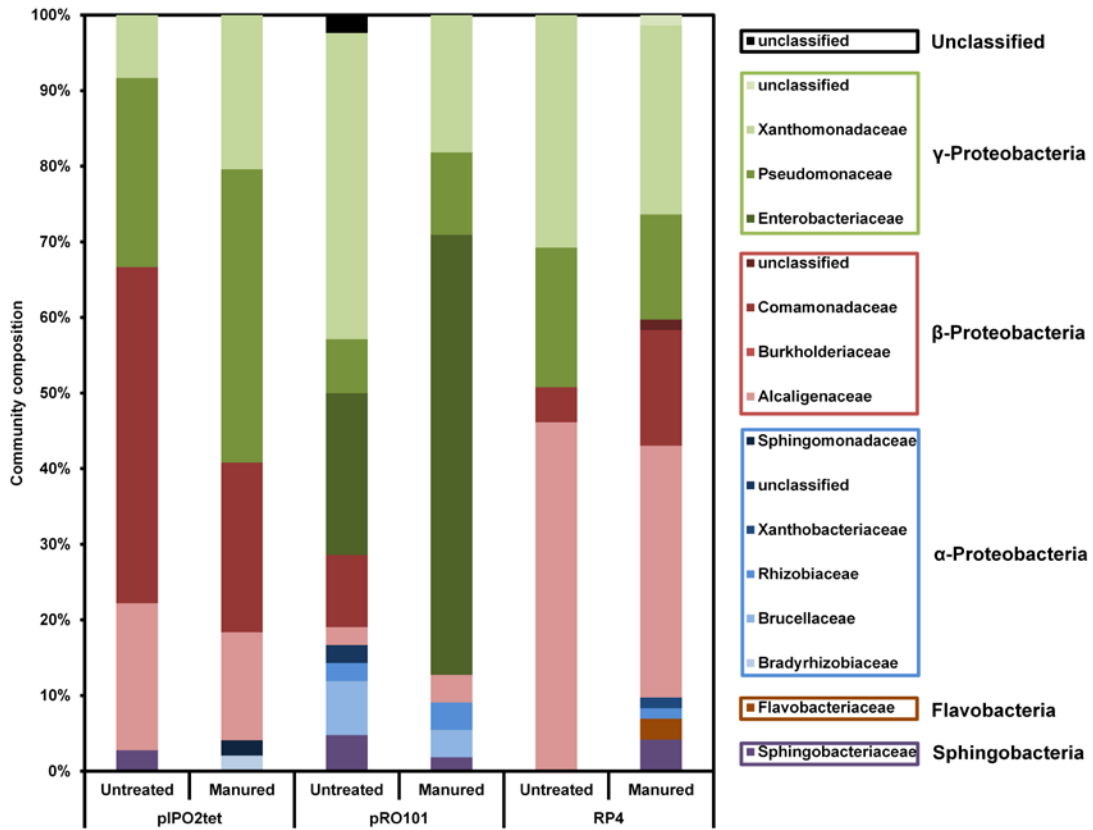 100%
90%
80%
70%
60%
50%
40%
30%
20%
10%
0%
Community composition
Untreated Manured Untreated Manured Untreated Manured
pIPO2tet pRO101 RP4
unclassified Unclassified
unclassified
Xanthomonadaceae
Pseudomonaceae
Enterobacteriaceae
γ-Proteobacteria
unclassified
Comamonadaceae
Burkholderiaceae
Alcaligenaceae
β-Proteobacteria
Sphingomonadaceae
unclassified
Xanthobacteriaceae
Rhizobiaceae
Brucellaceae
Bradyrhizobiaceae
α-Proteobacteria
Flavobacteriaceae Flavobacteria
Sphingobacteriaceae Sphingobacteria